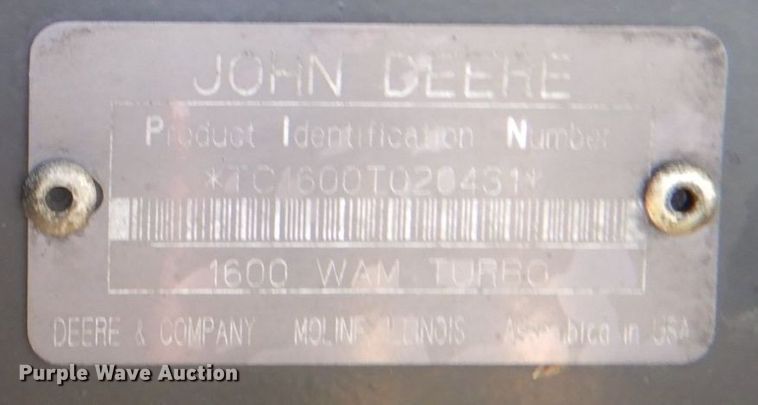 JOHN DEERE
Product Identification Number
*TC1600T020431*
1600 WAM TURBO
DEERE & COMPANY MOLINE ILLINOIS Assembled in USA
Purple Wave Auction